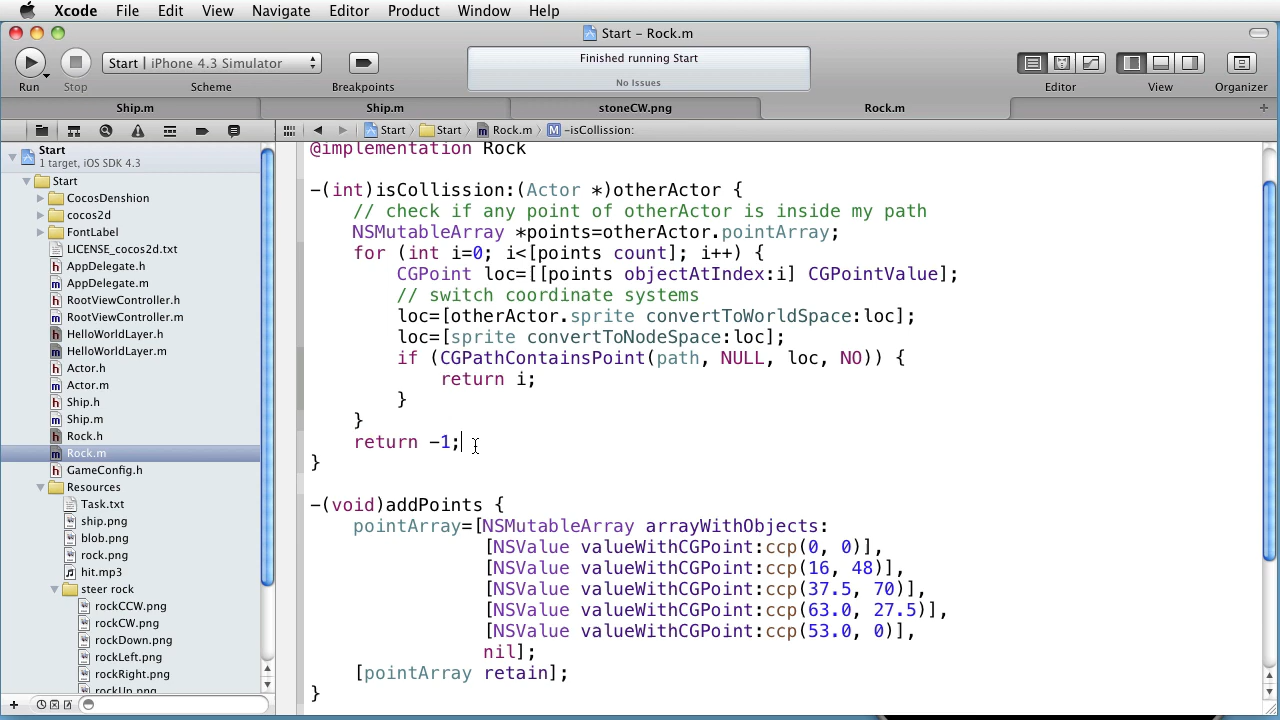 Xcode File Edit View Navigate Editor Product Window Help
Start – Rock.m
Start | iPhone 4.3 Simulator
Finished running Start
No Issues
Run Stop Scheme Breakpoints Editor View Organizer
Ship.m Ship.m stoneCW.png Rock.m
Start Start Rock.m M -isCollission:
Start
1 target, iOS SDK 4.3
Start
CocosDenshion
cocos2d
FontLabel
LICENSE_cocos2d.txt
AppDelegate.h
AppDelegate.m
RootViewController.h
RootViewController.m
HelloWorldLayer.h
HelloWorldLayer.m
Actor.h
Actor.m
Ship.h
Ship.m
Rock.h
Rock.m
GameConfig.h
Resources
Task.txt
ship.png
blob.png
rock.png
hit.mp3
steer rock
rockCCW.png
rockCW.png
rockDown.png
rockLeft.png
rockRight.png
rockUp.png
@implementation Rock
-(int)isCollission:(Actor *)otherActor {
// check if any point of otherActor is inside my path
NSMutableArray *points=otherActor.pointArray;
for (int i=0; i<[points count]; i++) {
CGPoint loc=[[points objectAtIndex:i] CGPointValue];
// switch coordinate systems
loc=[otherActor.sprite convertToWorldSpace:loc];
loc=[sprite convertToNodeSpace:loc];
if (CGPathContainsPoint(path, NULL, loc, NO)) {
return i;
}
}
return -1;
}
-(void)addPoints {
pointArray=[NSMutableArray arrayWithObjects:
[NSValue valueWithCGPoint:ccp(0, 0)],
[NSValue valueWithCGPoint:ccp(16, 48)],
[NSValue valueWithCGPoint:ccp(37.5, 70)],
[NSValue valueWithCGPoint:ccp(63.0, 27.5)],
[NSValue valueWithCGPoint:ccp(53.0, 0)],
nil];
[pointArray retain];
}